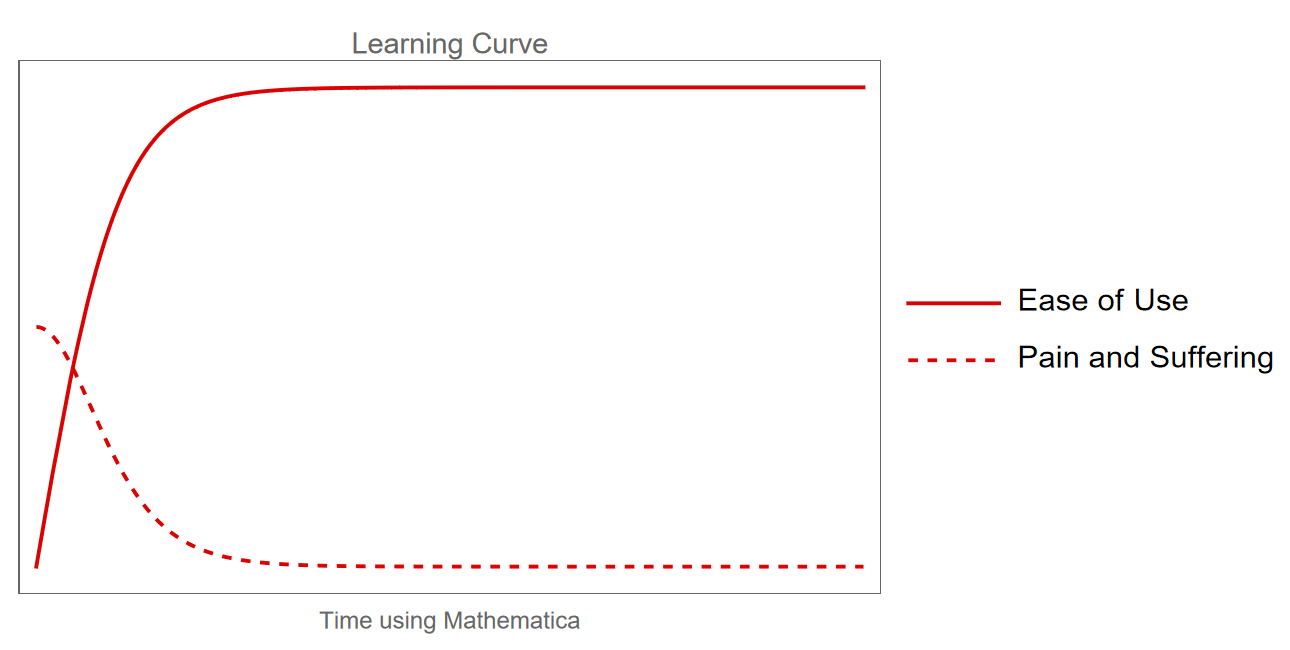 Learning Curve
Ease of Use
Pain and Suffering
Time using Mathematica